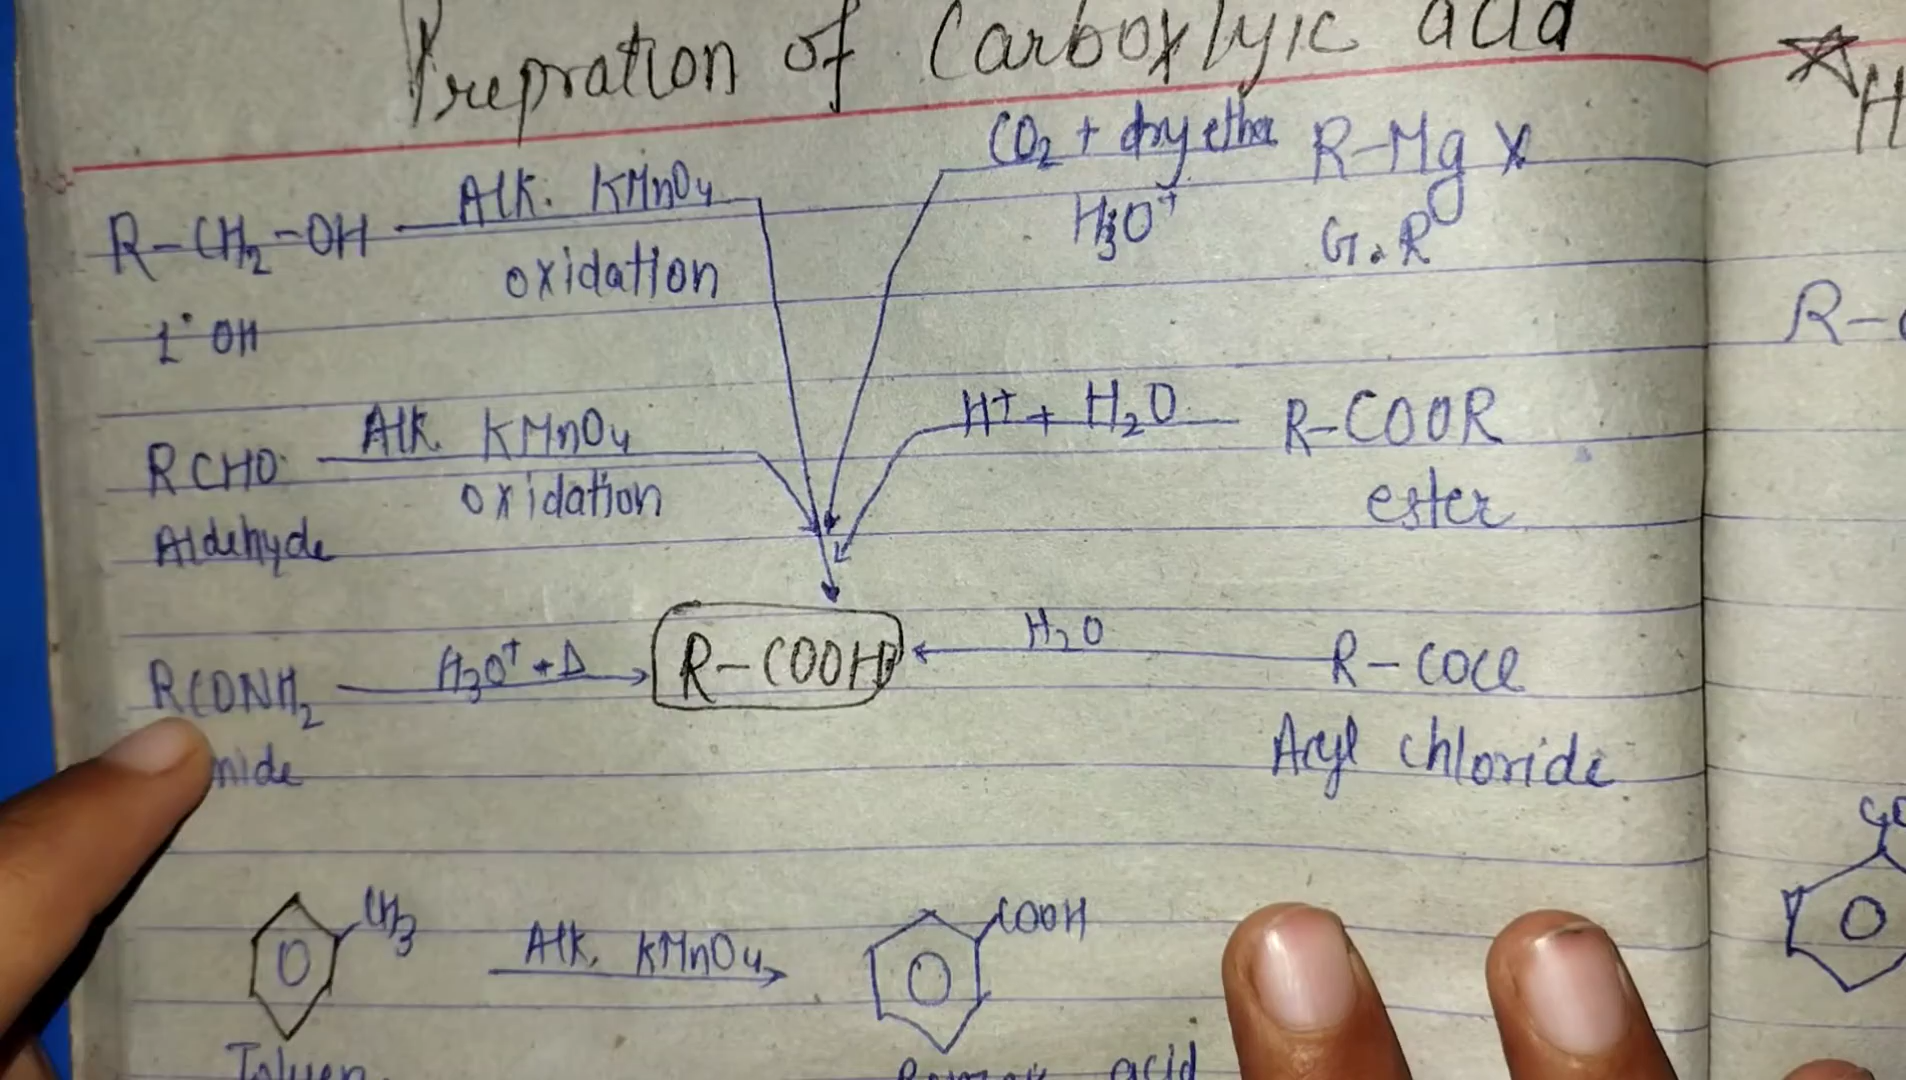 Prepration of Carboxlyic acid
CO₂ + dry ether R-Mg X
H₃O⁺ G.R
R-CH₂-OH Alk. KMnO₄
oxidation
1° OH
R-
H⁺ + H₂O R-COOR
ester
RCHO Alk KMnO₄
oxidation
Aldehyde
RCONH₂ H₃O⁺ + Δ R-COOH H₂O R-COCl
Acyl chloride
CH₃ Alk. KMnO₄ COOH
Toluen
acid
H